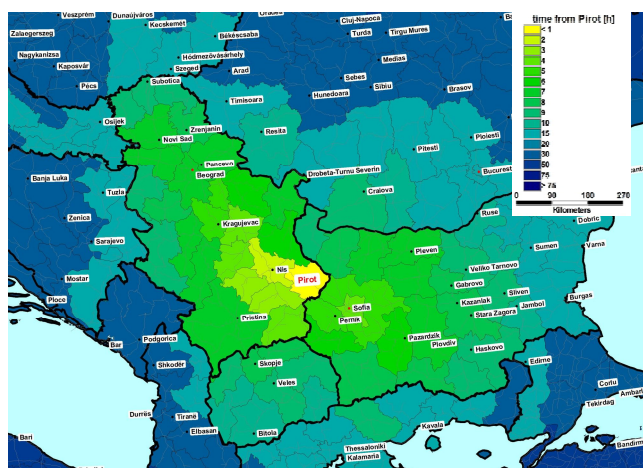 Veszprém
Dunaújváros
Cluj-Napoca
time from Pirot [h]
Zalaegerszeg
Kecskemét
Turda
Tirgu Mures
< 1
Békéscsaba
2
Nagykanizsa
Hódmezővásárhely
Medias
3
Kaposvár
Szeged
Arad
4
Pécs
Subotica
Sebes
Brasov
5
Hunedoara
Sibiu
6
Timisoara
7
Osijek
Zrenjanin
Resita
8
Novi Sad
Pitesti
Ploiesti
9
Pancevo
10
Banja Luka
Beograd
Drobeta-Turnu Severin
Bucurest
15
Tuzla
Craiova
20
30
50
75
> 75
0 90 180 270
Kilometers
Zenica
Kragujevac
Ruse
Dobric
Sarajevo
Pleven
Sumen
Varna
Mostar
Nis
Veliko Tarnovo
Pirot
Gabrovo
Ploce
Sofia
Kazanlak
Sliven
Burgas
Pristina
Pernik
Stara Zagora
Jambol
Podgorica
Pazardzik
Bar
Plovdiv
Haskovo
Shkodër
Skopje
Edirne
Veles
Corlu
Durrës
Tiranë
Tekirdag
Ambarli
Bari
Elbasan
Bitola
Kavala
Thessaloniki
Kalamaria
Bandirm